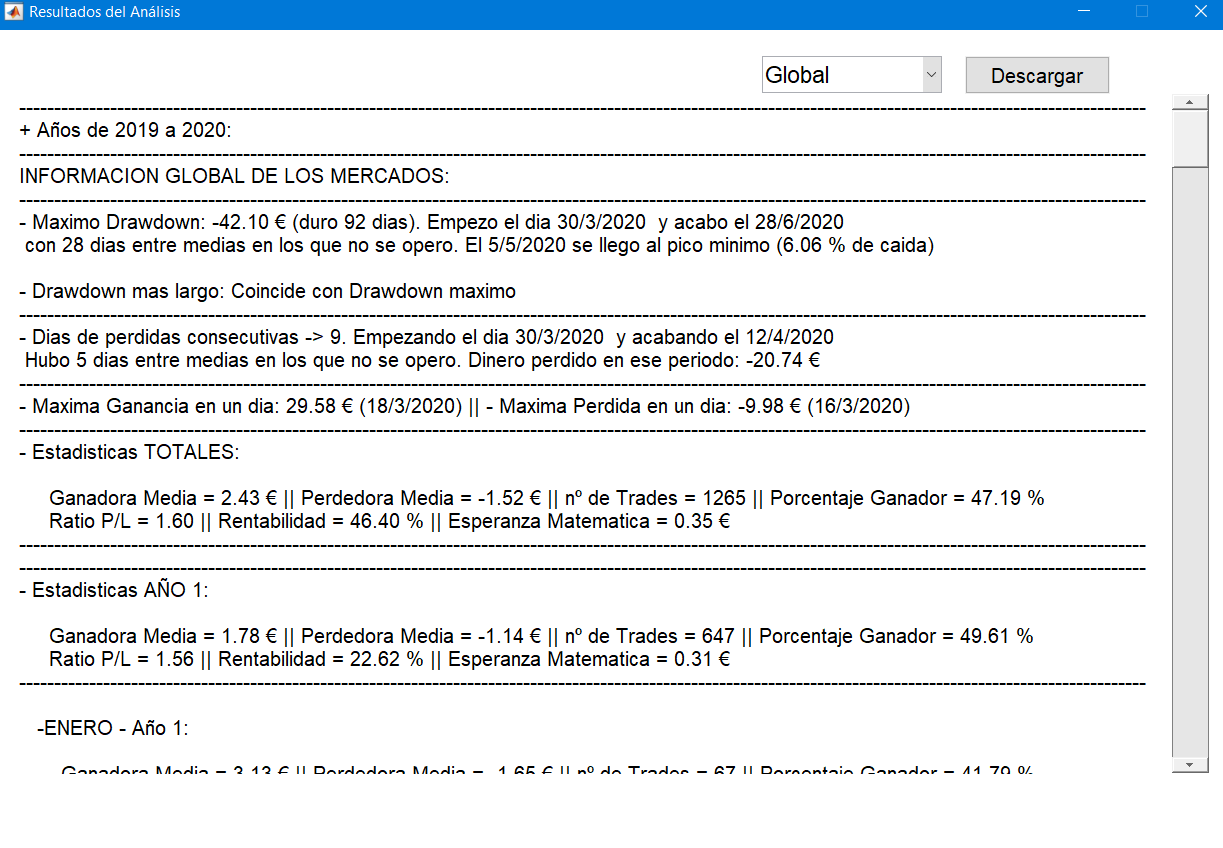 Resultados del Análisis
Global
Descargar
--------------------------------------------------------------------------------
+ Años de 2019 a 2020:
--------------------------------------------------------------------------------
INFORMACION GLOBAL DE LOS MERCADOS:
--------------------------------------------------------------------------------
- Maximo Drawdown: -42.10 € (duro 92 dias). Empezo el dia 30/3/2020  y acabo el 28/6/2020
con 28 dias entre medias en los que no se opero. El 5/5/2020 se llego al pico minimo (6.06 % de caida)
- Drawdown mas largo: Coincide con Drawdown maximo
--------------------------------------------------------------------------------
- Dias de perdidas consecutivas -> 9. Empezando el dia 30/3/2020  y acabando el 12/4/2020
Hubo 5 dias entre medias en los que no se opero. Dinero perdido en ese periodo: -20.74 €
--------------------------------------------------------------------------------
- Maxima Ganancia en un dia: 29.58 € (18/3/2020) || - Maxima Perdida en un dia: -9.98 € (16/3/2020)
--------------------------------------------------------------------------------
- Estadisticas TOTALES:
Ganadora Media = 2.43 € || Perdedora Media = -1.52 € || nº de Trades = 1265 || Porcentaje Ganador = 47.19 %
Ratio P/L = 1.60 || Rentabilidad = 46.40 % || Esperanza Matematica = 0.35 €
--------------------------------------------------------------------------------
--------------------------------------------------------------------------------
- Estadisticas AÑO 1:
Ganadora Media = 1.78 € || Perdedora Media = -1.14 € || nº de Trades = 647 || Porcentaje Ganador = 49.61 %
Ratio P/L = 1.56 || Rentabilidad = 22.62 % || Esperanza Matematica = 0.31 €
--------------------------------------------------------------------------------
-ENERO - Año 1:
Ganadora Media = 3.13 € || Perdedora Media = -1.65 € || nº de Trades = 67 || Porcentaje Ganador = 41.79 %